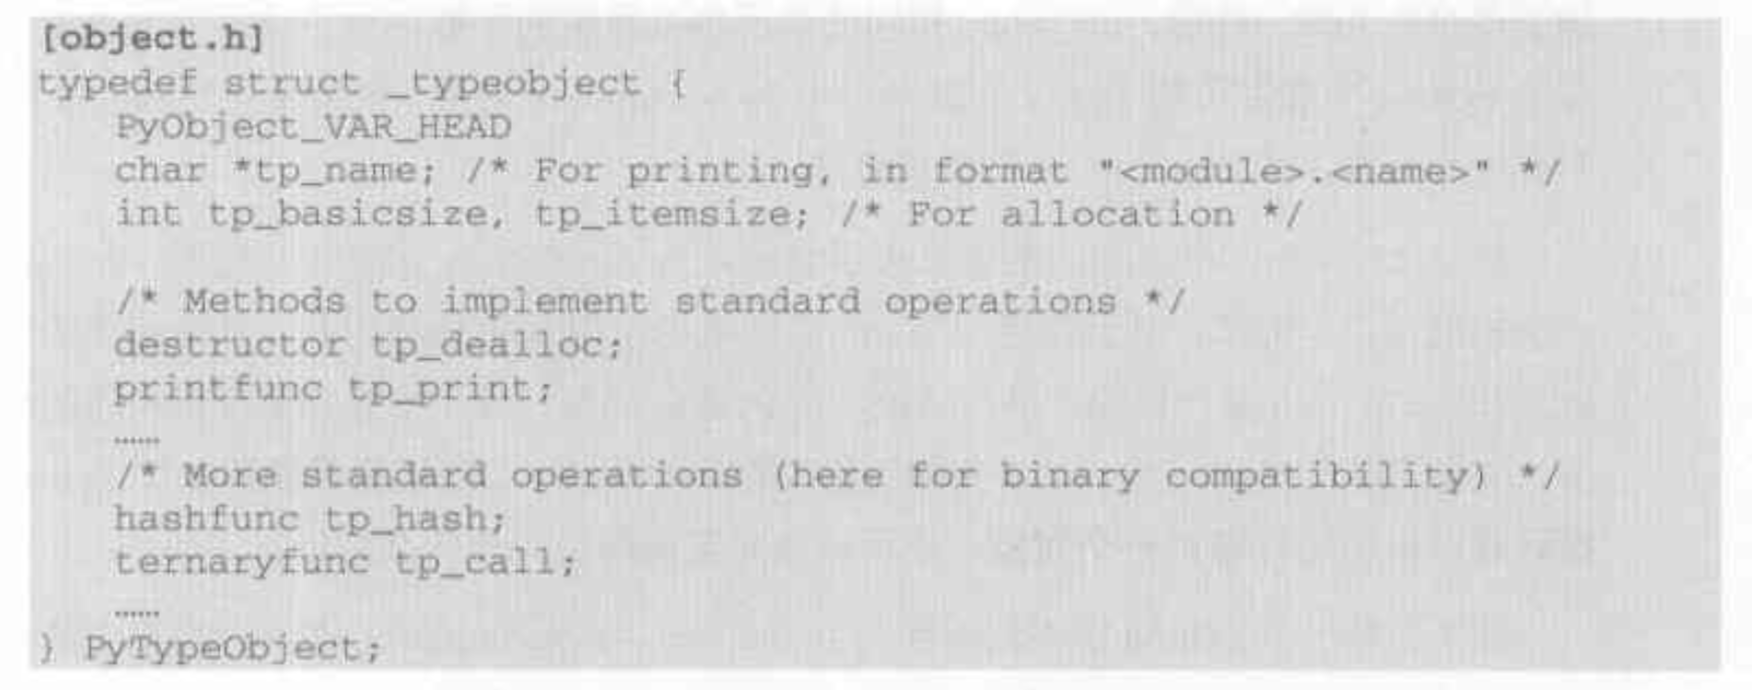 [object.h]
typedef struct _typeobject {
    PyObject_VAR_HEAD
    char *tp_name; /* For printing, in format "<module>.<name>" */
    int tp_basicsize, tp_itemsize; /* For allocation */

    /* Methods to implement standard operations */
    destructor tp_dealloc;
    printfunc tp_print;
    ……
    /* More standard operations (here for binary compatibility) */
    hashfunc tp_hash;
    ternaryfunc tp_call;
    ……
} PyTypeObject;